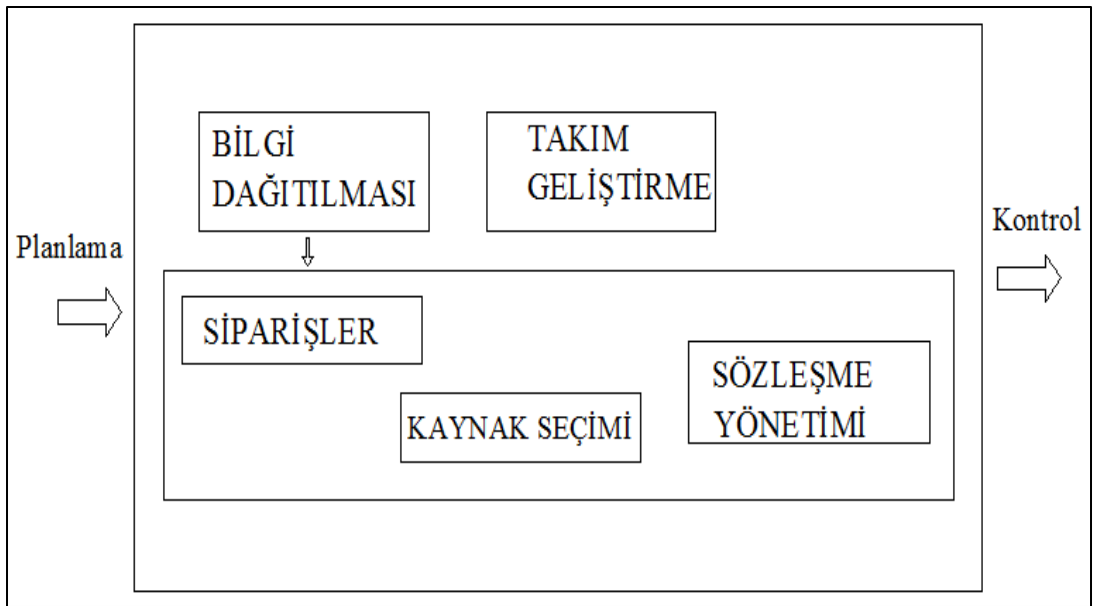 BİLGİ
DAĞITILMASI
TAKIM
GELİŞTİRME
Planlama
Kontrol
SİPARİŞLER
KAYNAK SEÇİMİ
SÖZLEŞME
YÖNETİMİ